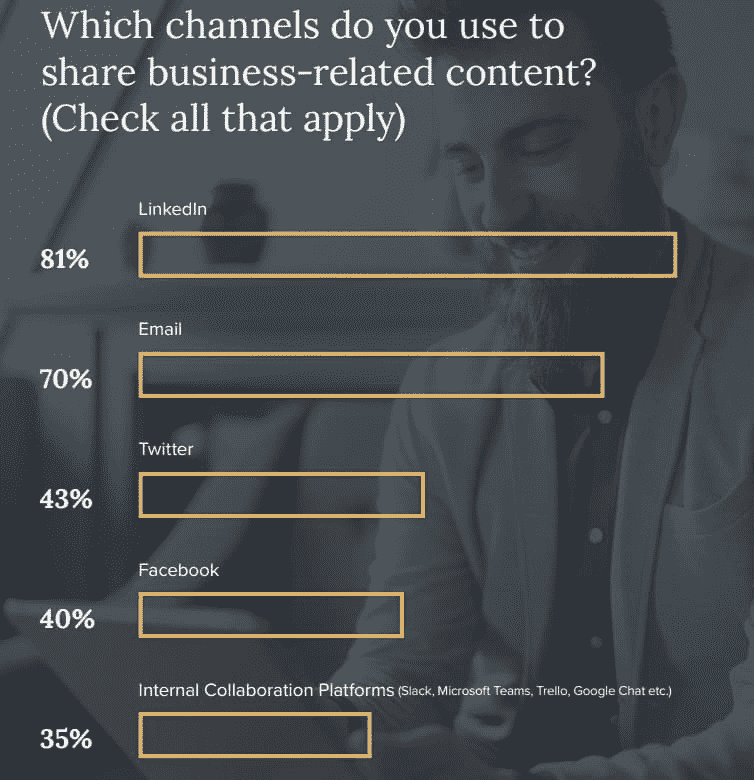 Which channels do you use to
share business-related content?
(Check all that apply)
LinkedIn
81%
Email
70%
Twitter
43%
Facebook
40%
Internal Collaboration Platforms (Slack, Microsoft Teams, Trello, Google Chat etc.)
35%